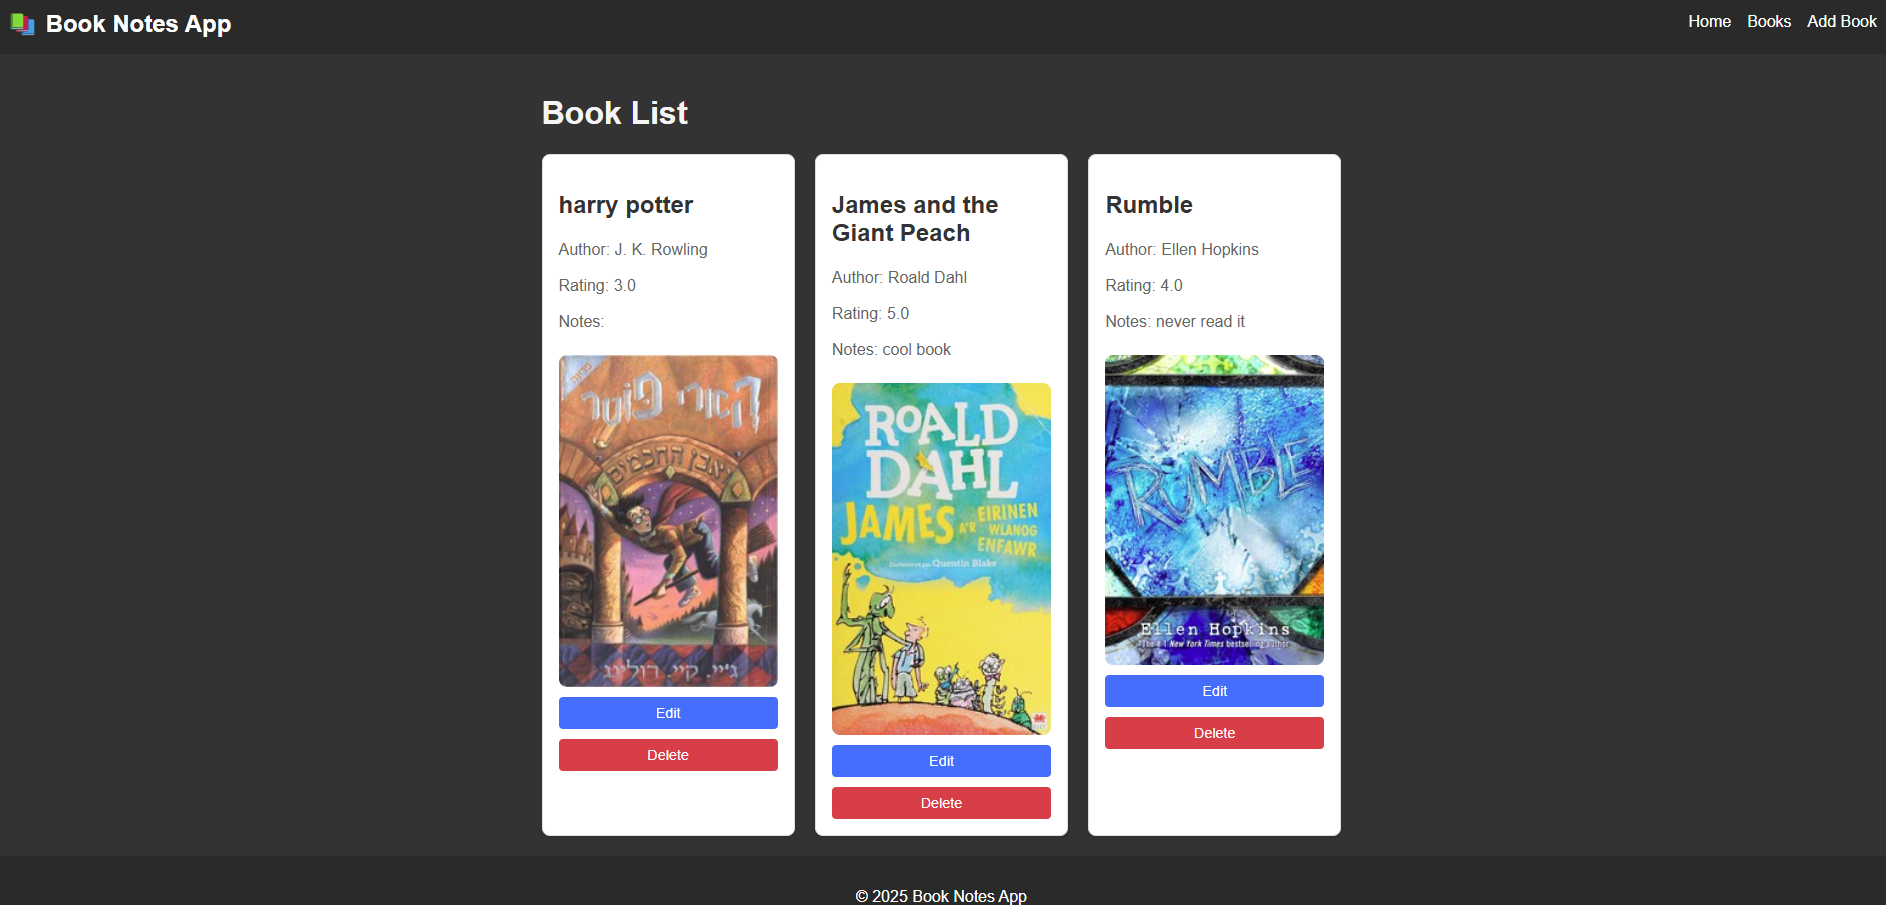 Book Notes App
Home Books Add Book
Book List
harry potter
Author: J. K. Rowling
Rating: 3.0
Notes:
הארי פוטר
ואבן החכמים
ג׳יי. קיי. רולינג
Edit
Delete
James and the
Giant Peach
Author: Roald Dahl
Rating: 5.0
Notes: cool book
ROALD
DAHL
JAMES A'R EIRINEN
WLANOG
ENFAWR
Quentin Blake
Edit
Delete
Rumble
Author: Ellen Hopkins
Rating: 4.0
Notes: never read it
RUMBLE
Ellen Hopkins
The #1 New York Times bestselling author
Edit
Delete
© 2025 Book Notes App